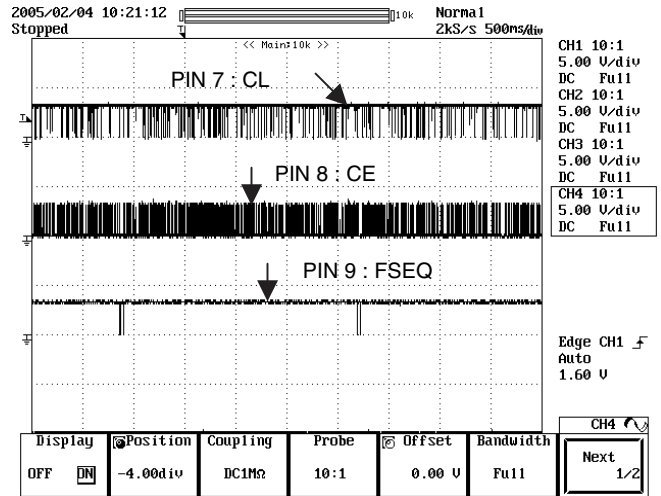 2005/02/04 10:21:12
Stopped
10k
Normal
2kS/s 500ms/div
<< Main:10k >>
PIN 7 : CL
PIN 8 : CE
PIN 9 : FSEQ
CH1 10:1
5.00 V/div
DC Full
CH2 10:1
5.00 V/div
DC Full
CH3 10:1
5.00 V/div
DC Full
CH4 10:1
5.00 V/div
DC Full
Edge CH1
Auto
1.60 V
CH4
Display
OFF ON
Position
-4.00div
Coupling
DC1MΩ
Probe
10:1
Offset
0.00 V
Bandwidth
Full
Next
1/2